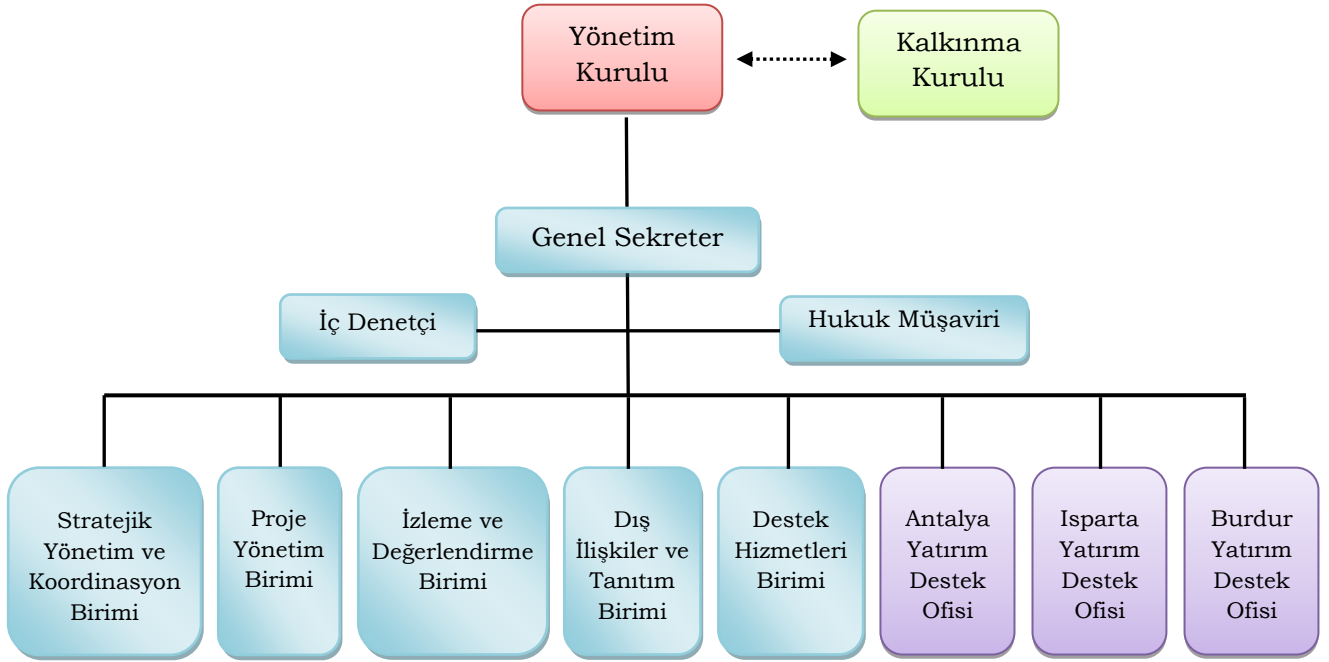 Yönetim
Kurulu
Kalkınma
Kurulu
Genel Sekreter
İç Denetçi
Hukuk Müşaviri
Stratejik
Yönetim ve
Koordinasyon
Birimi
Proje
Yönetim
Birimi
İzleme ve
Değerlendirme
Birimi
Dış
İlişkiler ve
Tanıtım
Birimi
Destek
Hizmetleri
Birimi
Antalya
Yatırım
Destek
Ofisi
Isparta
Yatırım
Destek
Ofisi
Burdur
Yatırım
Destek
Ofisi